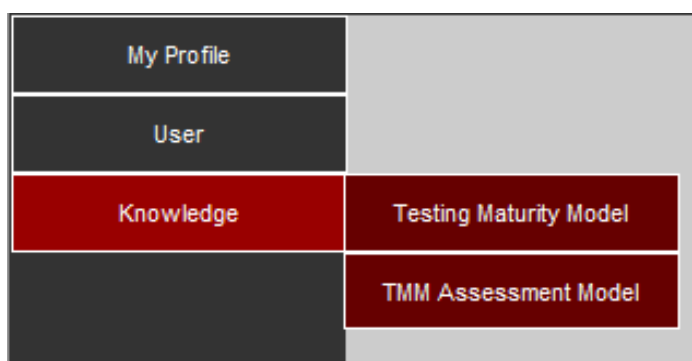 My Profile
User
Knowledge
Testing Maturity Model
TMM Assessment Model